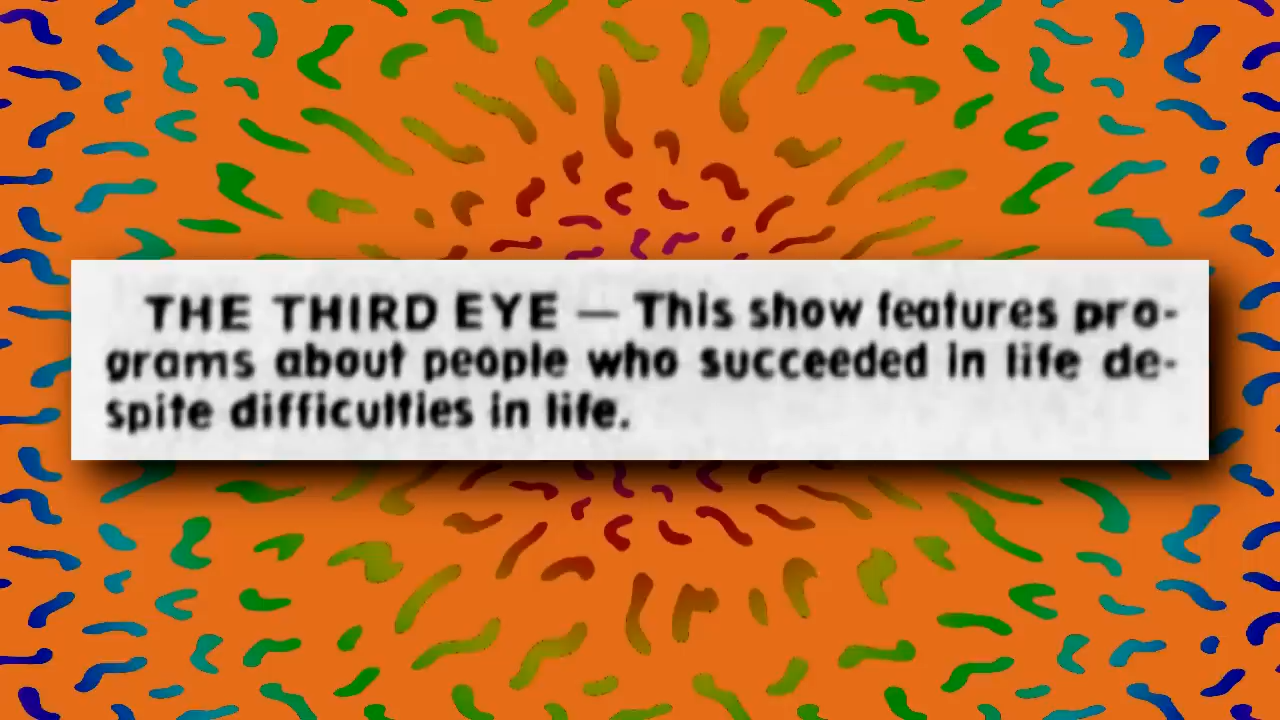 THE THIRD EYE — This show features pro-
grams about people who succeeded in life de-
spite difficulties in life.